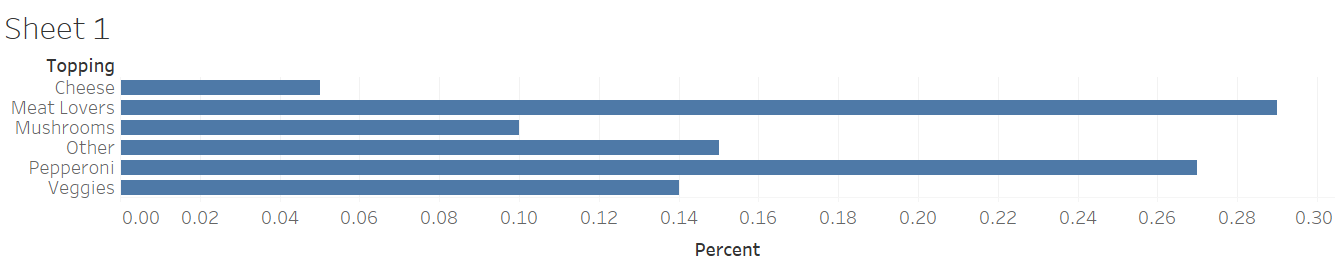 Sheet 1
Topping
Cheese
Meat Lovers
Mushrooms
Other
Pepperoni
Veggies
0.00 0.02 0.04 0.06 0.08 0.10 0.12 0.14 0.16 0.18 0.20 0.22 0.24 0.26 0.28 0.30
Percent